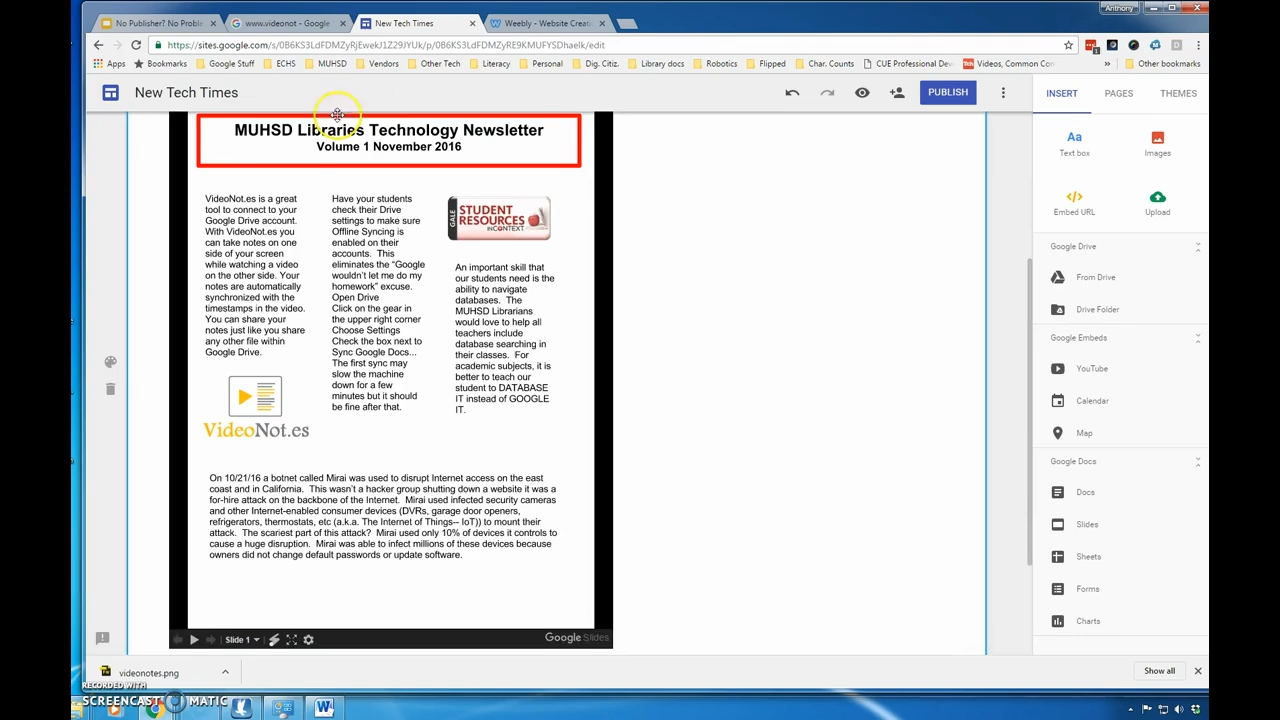 Anthony
No Publisher? No Proble
www.videonot - Google
New Tech Times
Weebly - Website Creati
https://sites.google.com/s/0B6KS3LdFDMZyRjEwekJ1Z29JYUk/p/0B6KS3LdFDMZyRE9KMUFYSDhaelk/edit
Apps Bookmarks Google Stuff ECHS MUHSD Vendors Other Tech Literacy Personal Dig. Citiz. Library docs Robotics Flipped Char. Counts CUE Professional Deve Videos, Common Con » Other bookmarks
New Tech Times
PUBLISH
INSERT PAGES THEMES
Aa
Text box
Images
Embed URL
Upload
Google Drive
From Drive
Drive Folder
Google Embeds
YouTube
Calendar
Map
Google Docs
Docs
Slides
Sheets
Forms
Charts
MUHSD Libraries Technology Newsletter
Volume 1 November 2016
VideoNot.es is a great
tool to connect to your
Google Drive account.
With VideoNot.es you
can take notes on one
side of your screen
while watching a video
on the other side. Your
notes are automatically
synchronized with the
timestamps in the video.
You can share your
notes just like you share
any other file within
Google Drive.
VideoNot.es
Have your students
check their Drive
settings to make sure
Offline Syncing is
enabled on their
accounts. This
eliminates the “Google
wouldn’t let me do my
homework” excuse.
Open Drive
Click on the gear in
the upper right corner
Choose Settings
Check the box next to
Sync Google Docs...
The first sync may
slow the machine
down for a few
minutes but it should
be fine after that.
GALE
STUDENT
RESOURCES
IN CONTEXT
An important skill that
our students need is the
ability to navigate
databases. The
MUHSD Librarians
would love to help all
teachers include
database searching in
their classes. For
academic subjects, it is
better to teach our
student to DATABASE
IT instead of GOOGLE
IT.
On 10/21/16 a botnet called Mirai was used to disrupt Internet access on the east
coast and in California. This wasn’t a hacker group shutting down a website it was a
for-hire attack on the backbone of the Internet. Mirai used infected security cameras
and other Internet-enabled consumer devices (DVRs, garage door openers,
refrigerators, thermostats, etc (a.k.a. The Internet of Things-- IoT)) to mount their
attack. The scariest part of this attack? Mirai used only 10% of devices it controls to
cause a huge disruption. Mirai was able to infect millions of these devices because
owners did not change default passwords or update software.
Slide 1
Google Slides
videonotes.png
Show all
RECORDED WITH
SCREENCAST MATIC